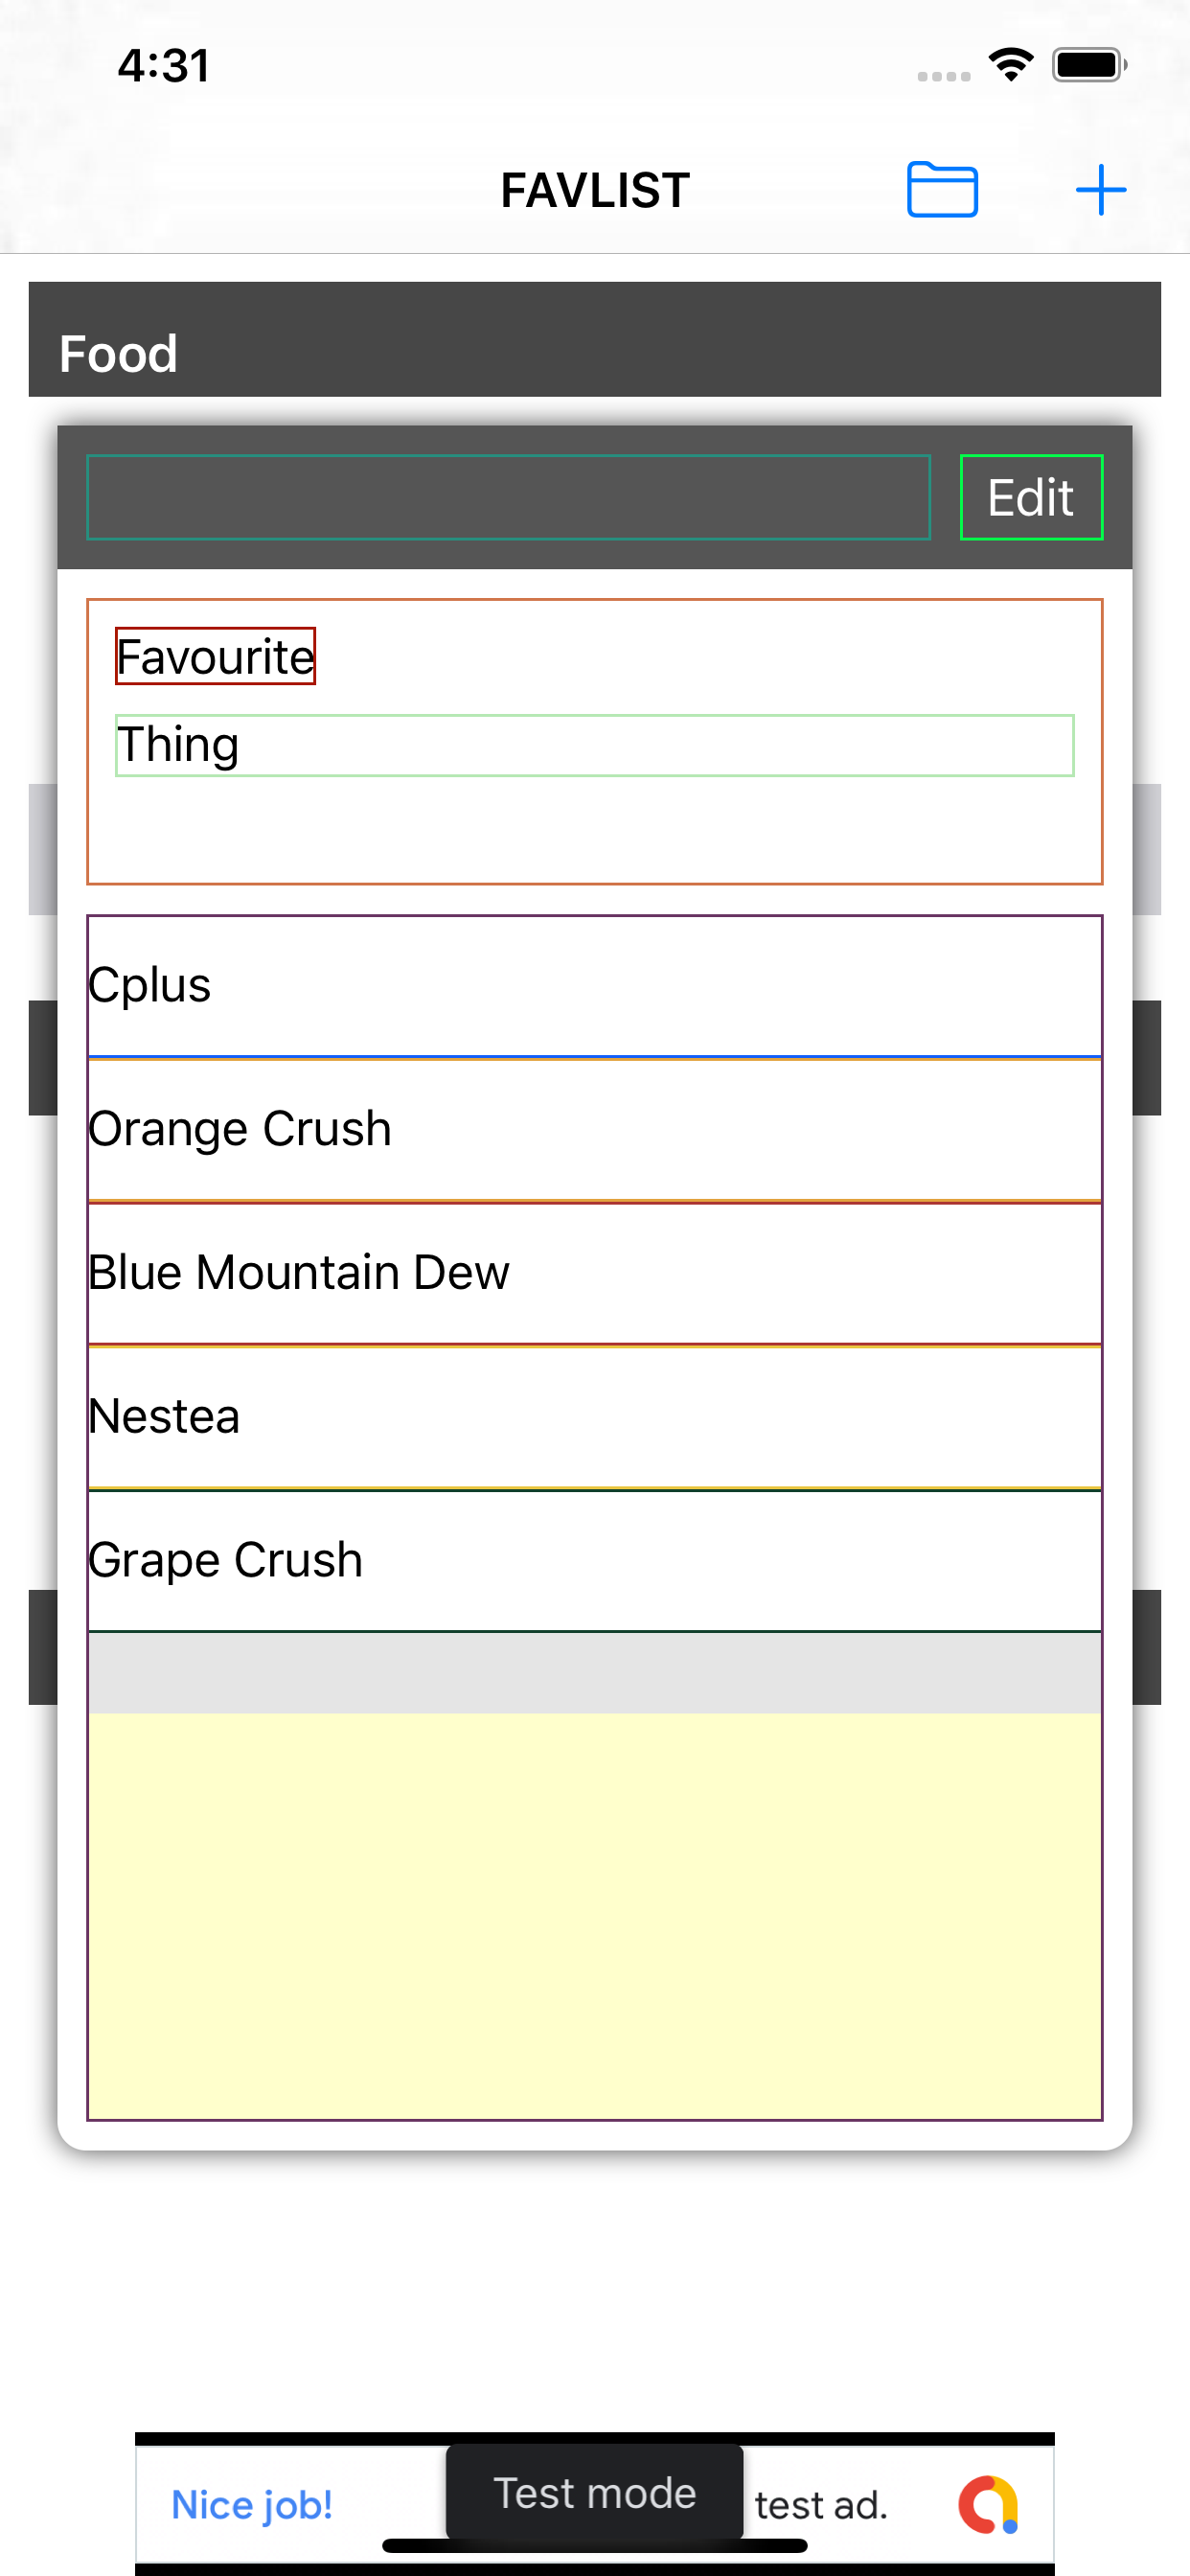 4:31
FAVLIST
Food
Edit
Favourite
Thing
Cplus
Orange Crush
Blue Mountain Dew
Nestea
Grape Crush
Nice job!
Test mode
test ad.